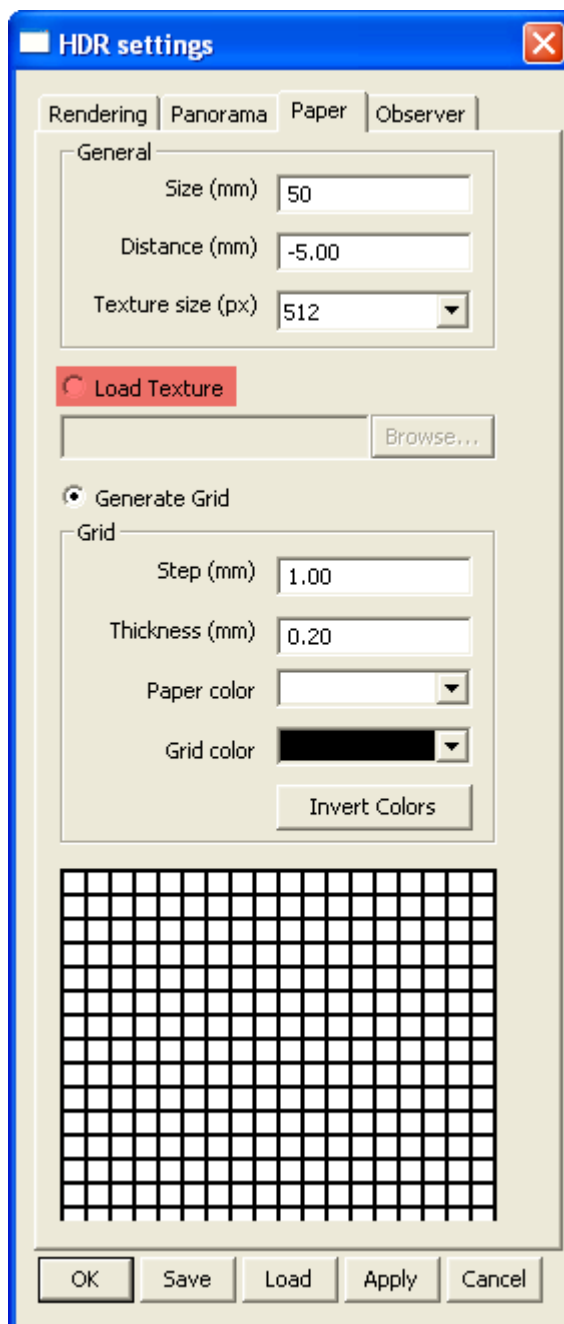 HDR settings
Rendering Panorama Paper Observer
General
Size (mm) 50
Distance (mm) -5.00
Texture size (px) 512
Load Texture
Browse...
Generate Grid
Grid
Step (mm) 1.00
Thickness (mm) 0.20
Paper color
Grid color
Invert Colors
OK Save Load Apply Cancel